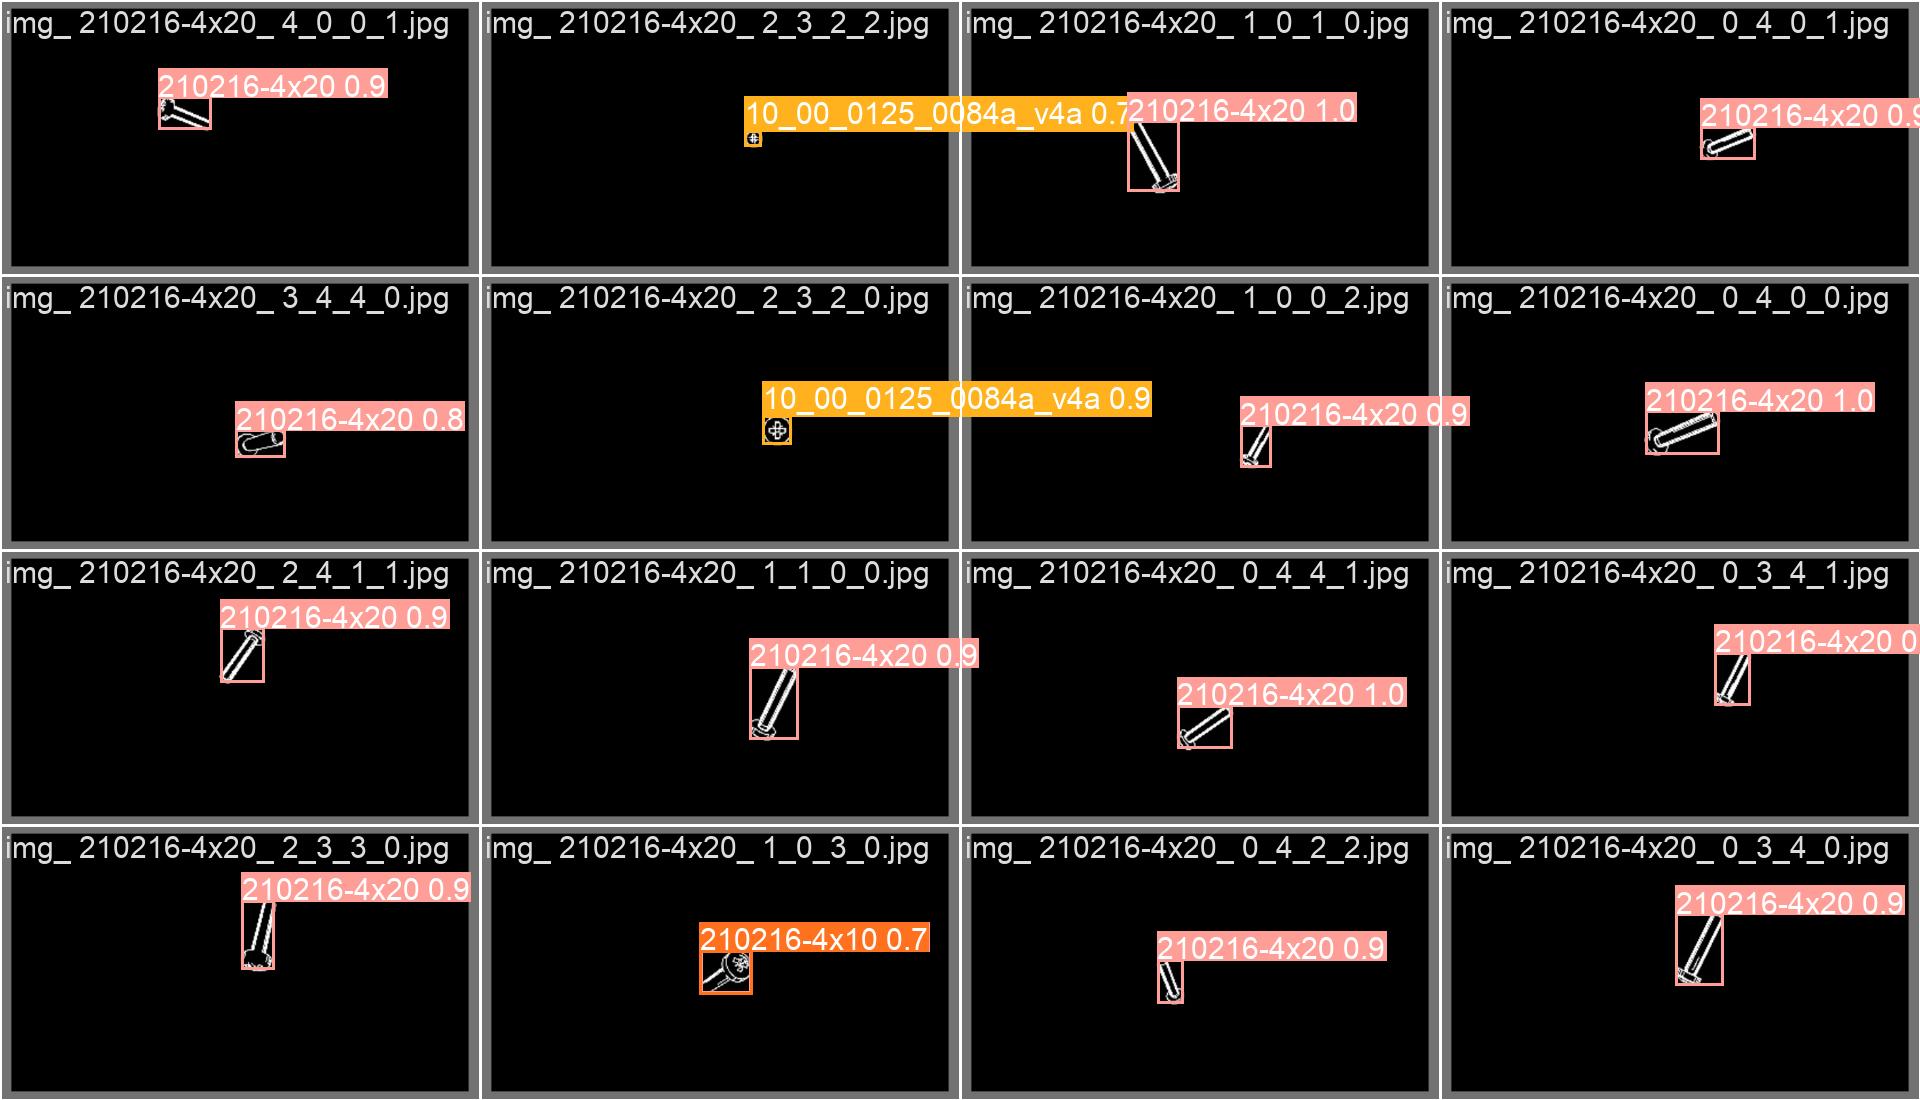 img_ 210216-4x20_ 4_0_0_1.jpg
210216-4x20 0.9
img_ 210216-4x20_ 2_3_2_2.jpg
10_00_0125_0084a_v4a 0.7
img_ 210216-4x20_ 1_0_1_0.jpg
210216-4x20 1.0
img_ 210216-4x20_ 0_4_0_1.jpg
210216-4x20 0.9
img_ 210216-4x20_ 3_4_4_0.jpg
210216-4x20 0.8
img_ 210216-4x20_ 2_3_2_0.jpg
10_00_0125_0084a_v4a 0.9
img_ 210216-4x20_ 1_0_0_2.jpg
210216-4x20 0.9
img_ 210216-4x20_ 0_4_0_0.jpg
210216-4x20 1.0
img_ 210216-4x20_ 2_4_1_1.jpg
210216-4x20 0.9
img_ 210216-4x20_ 1_1_0_0.jpg
210216-4x20 0.9
img_ 210216-4x20_ 0_4_4_1.jpg
210216-4x20 1.0
img_ 210216-4x20_ 0_3_4_1.jpg
210216-4x20 0
img_ 210216-4x20_ 2_3_3_0.jpg
210216-4x20 0.9
img_ 210216-4x20_ 1_0_3_0.jpg
210216-4x10 0.7
img_ 210216-4x20_ 0_4_2_2.jpg
210216-4x20 0.9
img_ 210216-4x20_ 0_3_4_0.jpg
210216-4x20 0.9